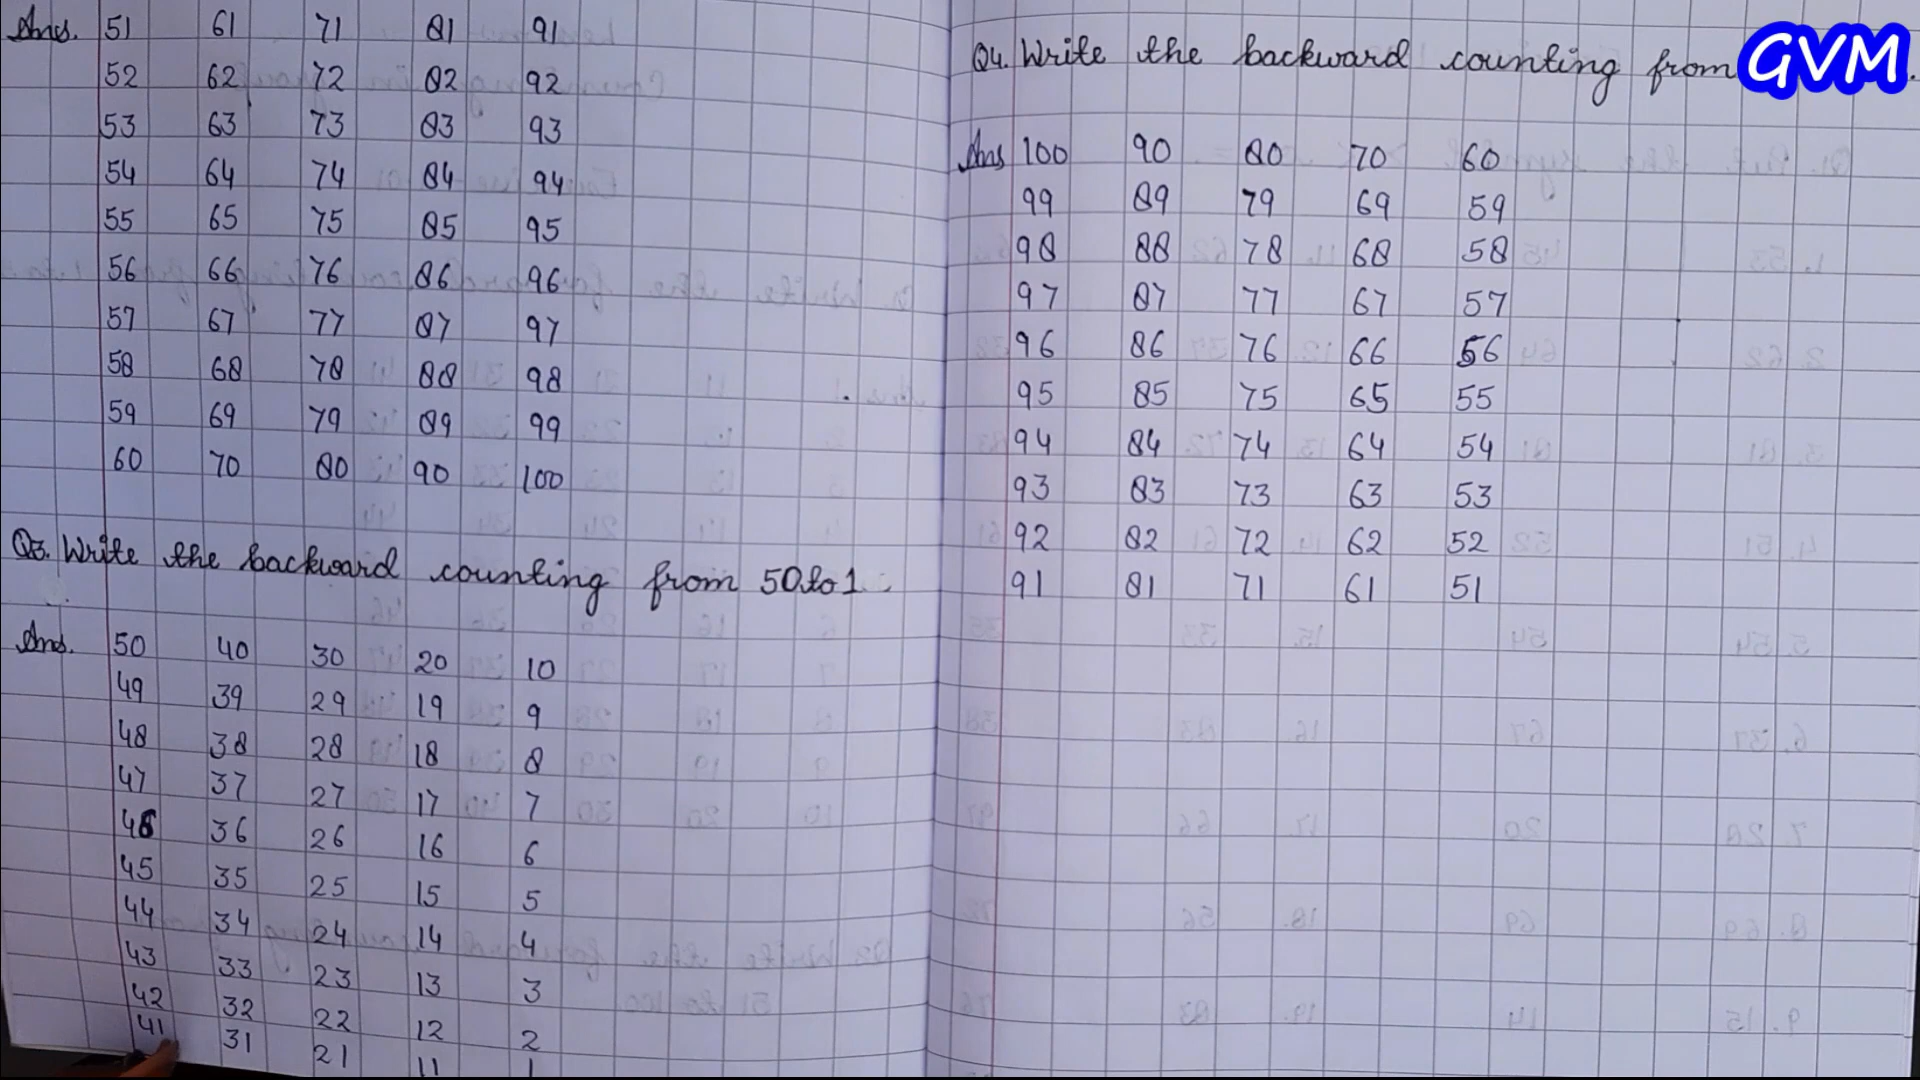 Ans. 51 61 71 81 91
52 62 72 82 92
53 63 73 83 93
54 64 74 84 94
55 65 75 85 95
56 66 76 86 96
57 67 77 87 97
58 68 78 88 98
59 69 79 89 99
60 70 80 90 100
Q3. Write the backward counting from 50 to 1.
Ans. 50 40 30 20 10
49 39 29 19 9
48 38 28 18 8
47 37 27 17 7
46 36 26 16 6
45 35 25 15 5
44 34 24 14 4
43 33 23 13 3
42 32 22 12 2
41 31 21 11 1
Q4. Write the backward counting from
GVM
Ans 100 90 80 70 60
99 89 79 69 59
98 88 78 68 58
97 87 77 67 57
96 86 76 66 56
95 85 75 65 55
94 84 74 64 54
93 83 73 63 53
92 82 72 62 52
91 81 71 61 51